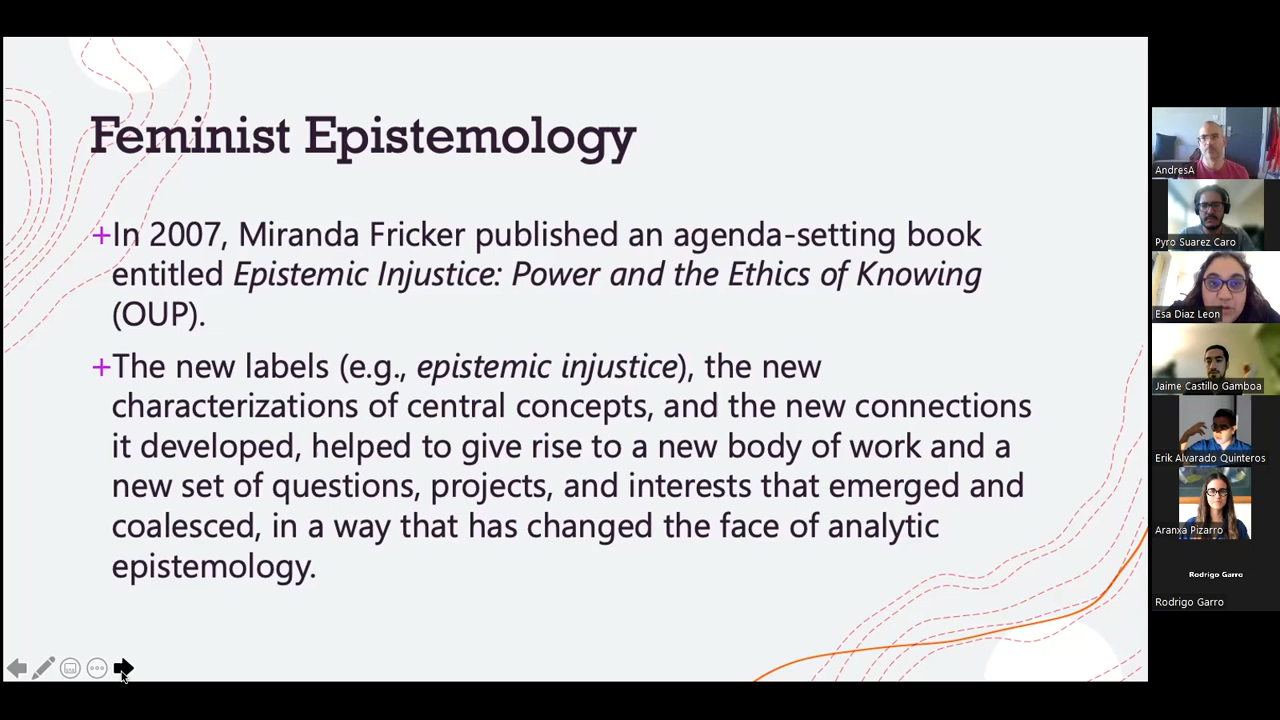 Feminist Epistemology
+In 2007, Miranda Fricker published an agenda-setting book
entitled Epistemic Injustice: Power and the Ethics of Knowing
(OUP).
+The new labels (e.g., epistemic injustice), the new
characterizations of central concepts, and the new connections
it developed, helped to give rise to a new body of work and a
new set of questions, projects, and interests that emerged and
coalesced, in a way that has changed the face of analytic
epistemology.
AndresA
Pyro Suarez Caro
Esa Diaz Leon
Jaime Castillo Gamboa
Erik Alvarado Quinteros
Aranxa Pizarro
Rodrigo Garro
Rodrigo Garro